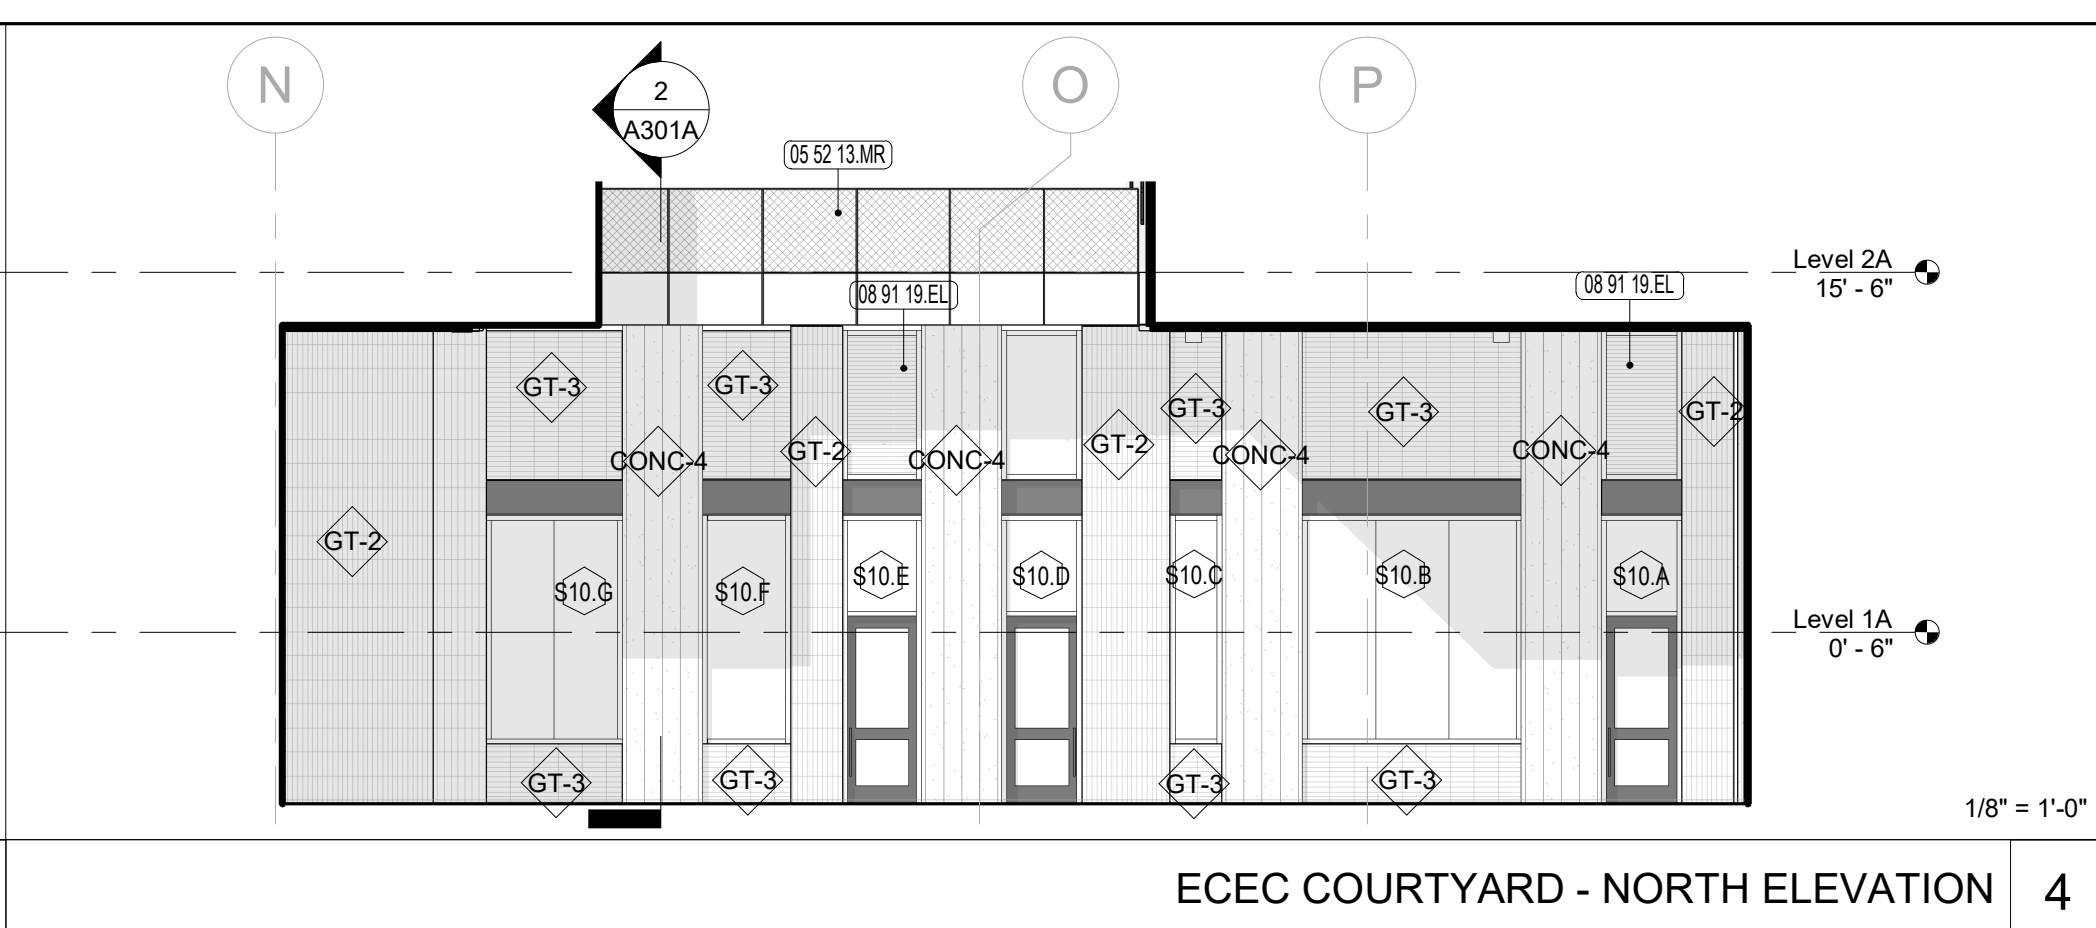 N
O
P
2
A301A
05 52 13.MR
Level 2A
15' - 6"
08 91 19.EL
08 91 19.EL
GT-3
GT-3
GT-3
GT-3
GT-2
GT-2
GT-2
CONC-4
CONC-4
CONC-4
CONC-4
GT-2
S10.G
S10.F
S10.E
S10.D
S10.C
S10.B
S10.A
Level 1A
0' - 6"
GT-3
GT-3
GT-3
GT-3
1/8" = 1'-0"
ECEC COURTYARD - NORTH ELEVATION
4